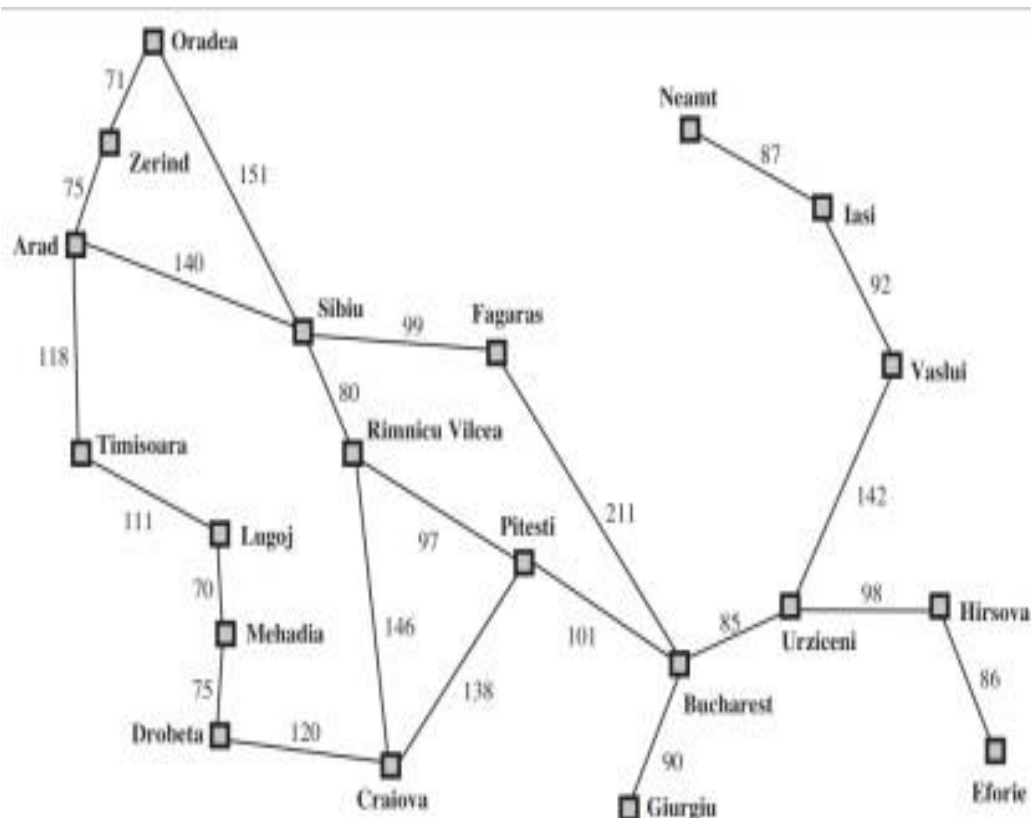 Oradea
71
Neamt
Zerind
87
75
151
Iasi
Arad
140
92
Sibiu
Fagaras
99
118
Vaslui
80
Timisoara
Rimnicu Vilcea
142
111
Lugoj
97
Pitesti
211
70
98
Hirsova
Mehadia
146
101
85
Urziceni
75
138
86
Bucharest
Drobeta
120
90
Craiova
Giurgiu
Eforie